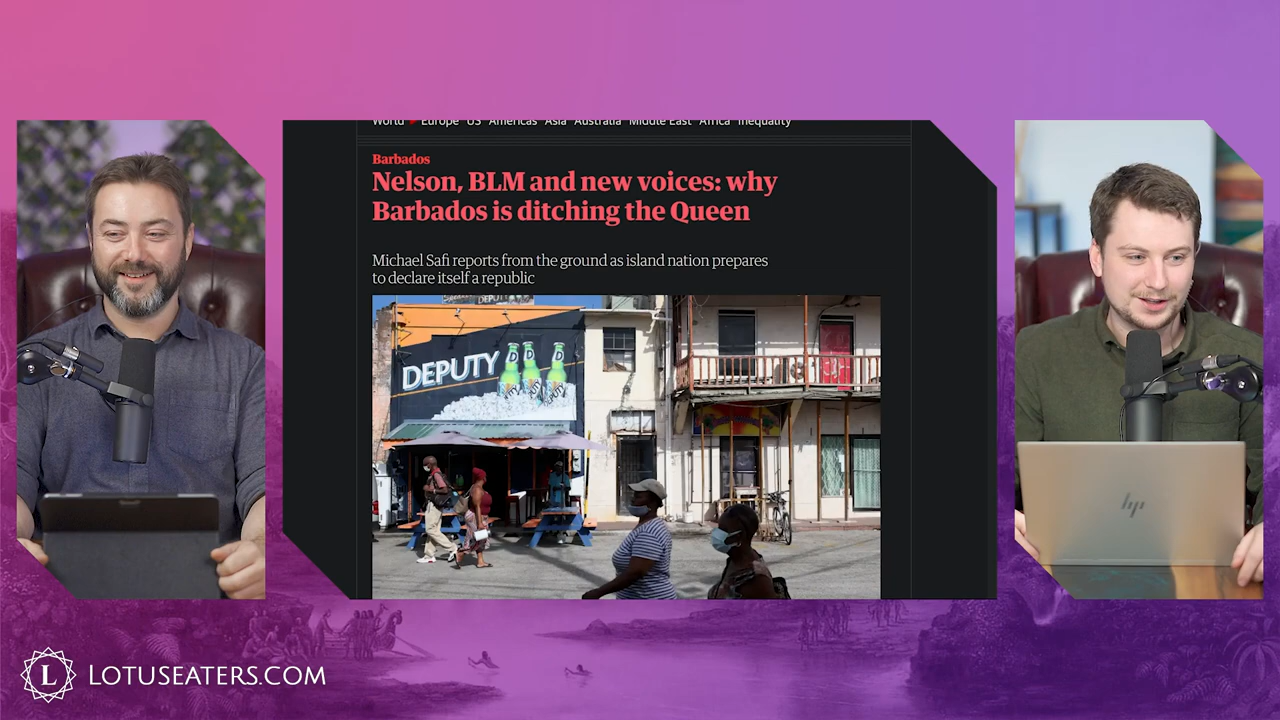 World Europe US Americas Asia Australia Middle East Africa Inequality
Barbados
Nelson, BLM and new voices: why
Barbados is ditching the Queen
Michael Safi reports from the ground as island nation prepares
to declare itself a republic
DEPUTY
DEPUTY
hp
L LOTUSEATERS.COM